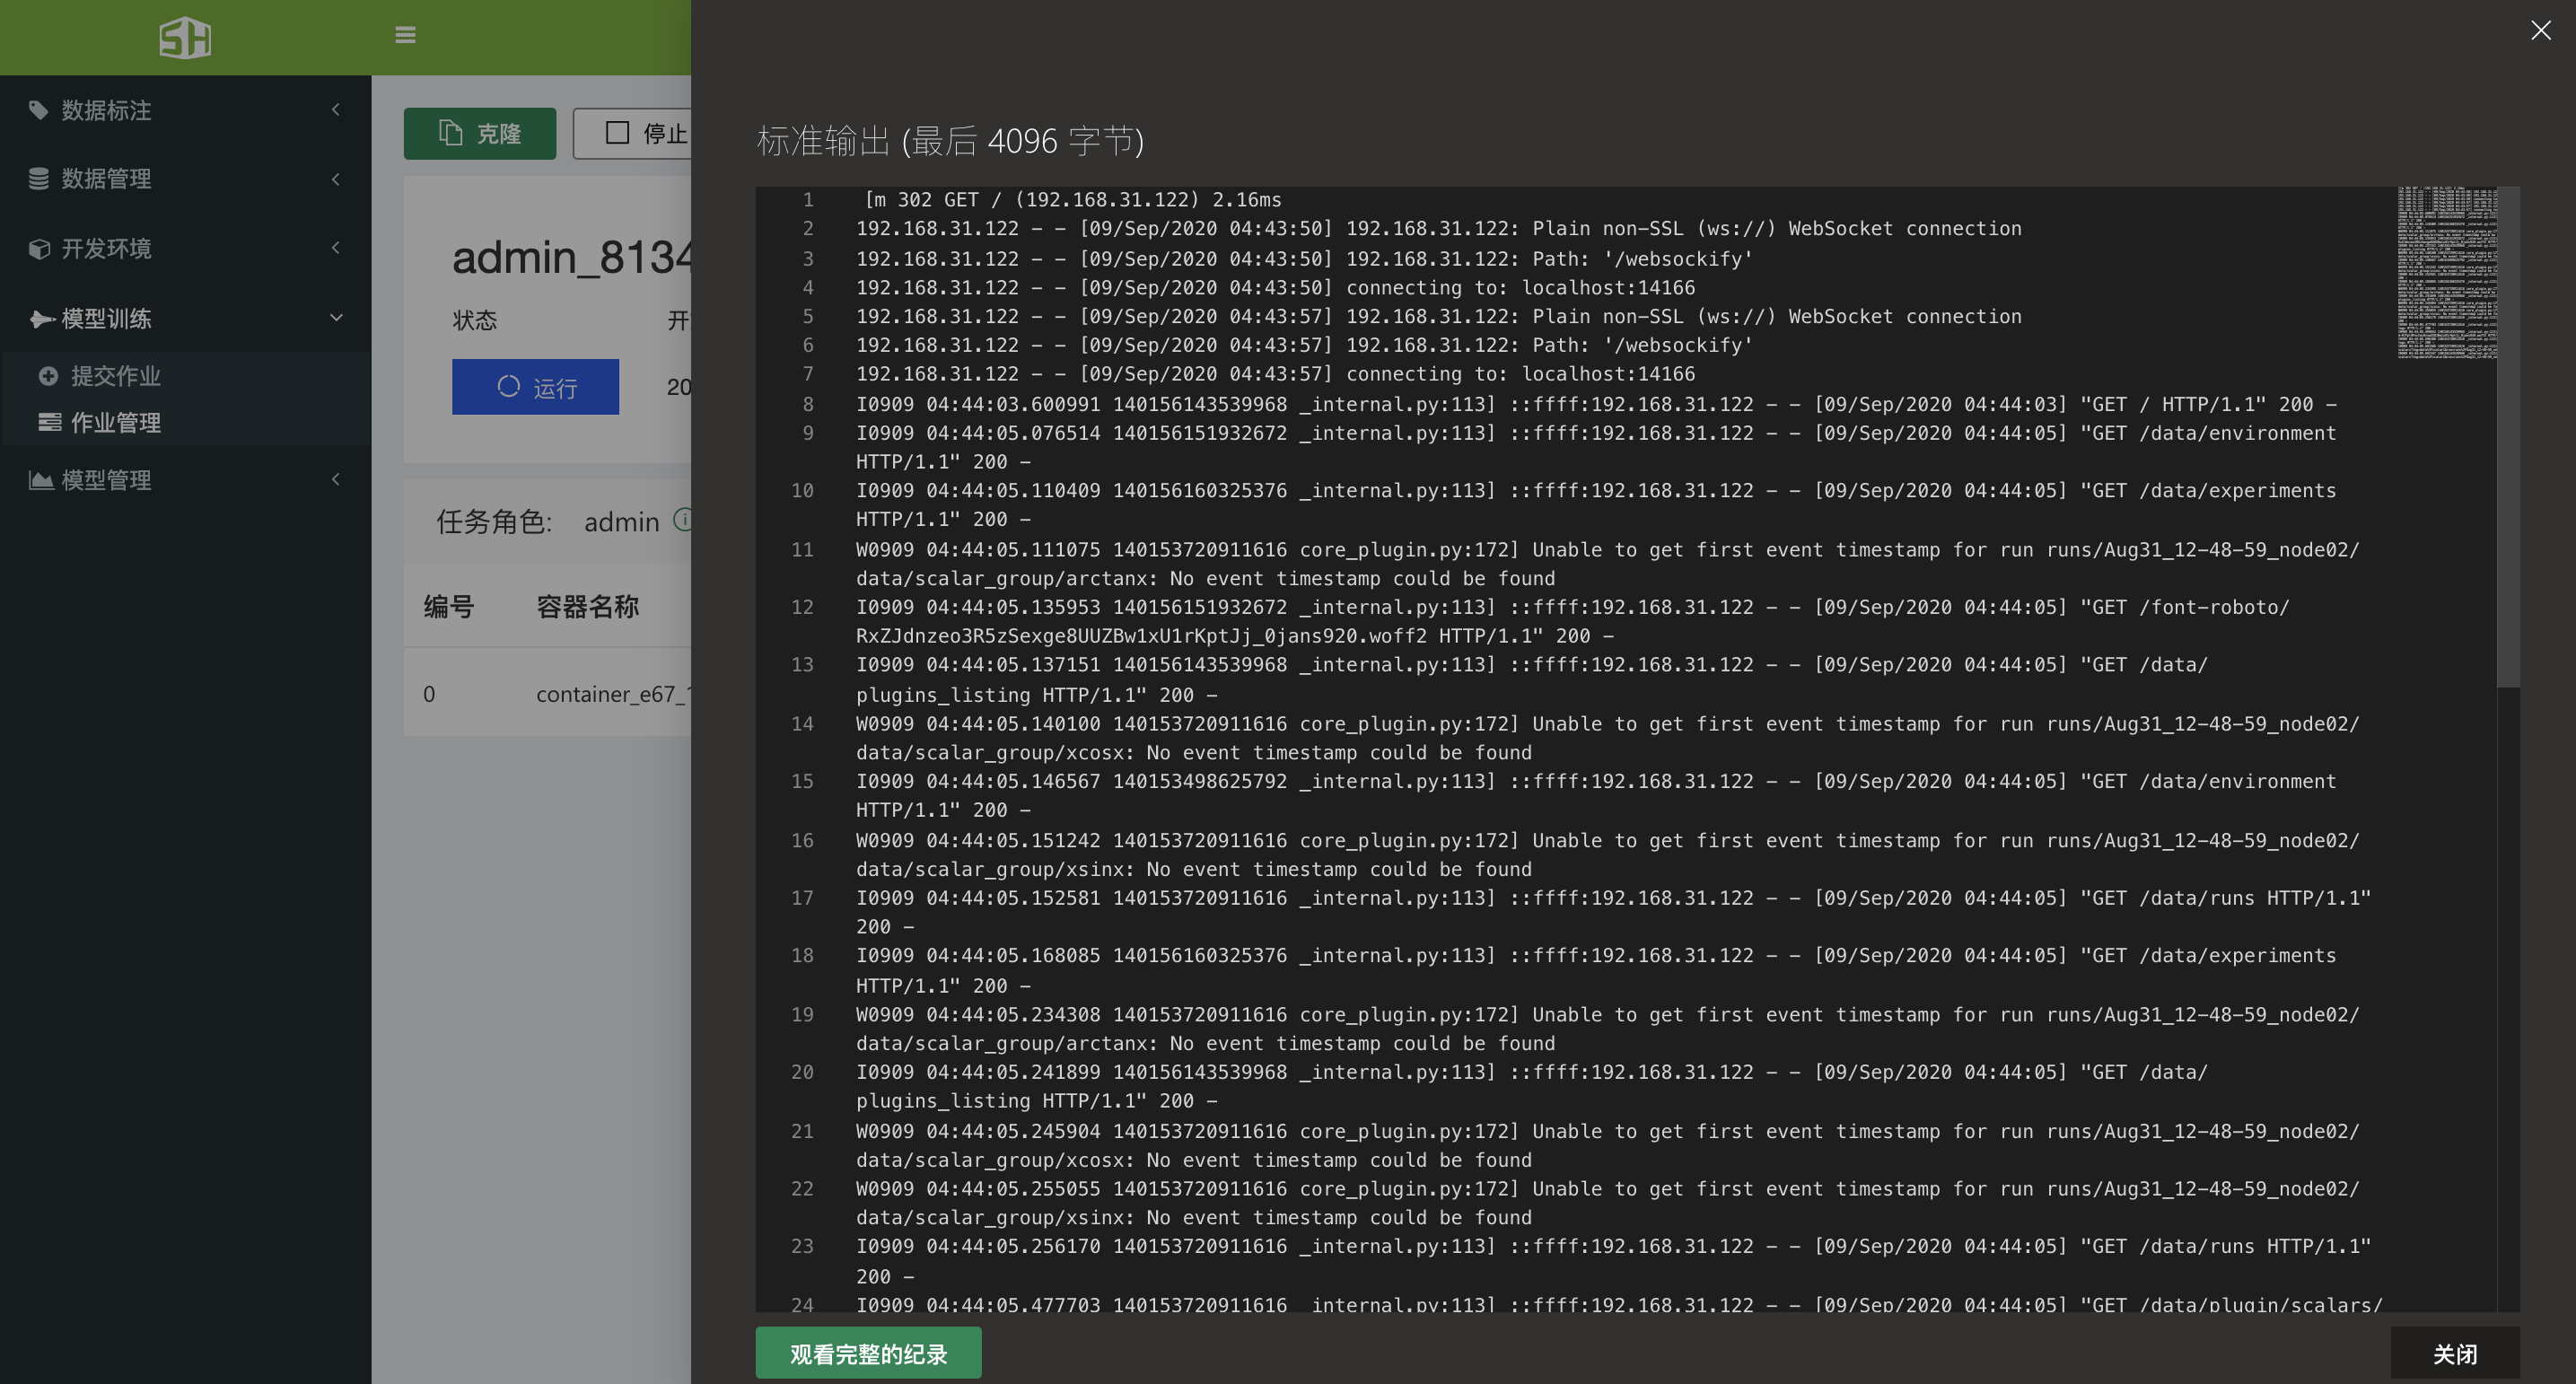 SH
数据标注
数据管理
开发环境
模型训练
提交作业
作业管理
模型管理
克隆
停止
admin_8134
状态
开
运行
20
任务角色: admin
编号 容器名称
0 container_e67_
标准输出 (最后 4096 字节)
1 [m 302 GET / (192.168.31.122) 2.16ms
2 192.168.31.122 - - [09/Sep/2020 04:43:50] 192.168.31.122: Plain non-SSL (ws://) WebSocket connection
3 192.168.31.122 - - [09/Sep/2020 04:43:50] 192.168.31.122: Path: '/websockify'
4 192.168.31.122 - - [09/Sep/2020 04:43:50] connecting to: localhost:14166
5 192.168.31.122 - - [09/Sep/2020 04:43:57] 192.168.31.122: Plain non-SSL (ws://) WebSocket connection
6 192.168.31.122 - - [09/Sep/2020 04:43:57] 192.168.31.122: Path: '/websockify'
7 192.168.31.122 - - [09/Sep/2020 04:43:57] connecting to: localhost:14166
8 I0909 04:44:03.600991 140156143539968 _internal.py:113] ::ffff:192.168.31.122 - - [09/Sep/2020 04:44:03] "GET / HTTP/1.1" 200 -
9 I0909 04:44:05.076514 140156151932672 _internal.py:113] ::ffff:192.168.31.122 - - [09/Sep/2020 04:44:05] "GET /data/environment
HTTP/1.1" 200 -
10 I0909 04:44:05.110409 140156160325376 _internal.py:113] ::ffff:192.168.31.122 - - [09/Sep/2020 04:44:05] "GET /data/experiments
HTTP/1.1" 200 -
11 W0909 04:44:05.111075 140153720911616 core_plugin.py:172] Unable to get first event timestamp for run runs/Aug31_12-48-59_node02/
data/scalar_group/arctanx: No event timestamp could be found
12 I0909 04:44:05.135953 140156151932672 _internal.py:113] ::ffff:192.168.31.122 - - [09/Sep/2020 04:44:05] "GET /font-roboto/
RxZJdnzeo3R5zSexge8UUZBw1xU1rKptJj_0jans920.woff2 HTTP/1.1" 200 -
13 I0909 04:44:05.137151 140156143539968 _internal.py:113] ::ffff:192.168.31.122 - - [09/Sep/2020 04:44:05] "GET /data/
plugins_listing HTTP/1.1" 200 -
14 W0909 04:44:05.140100 140153720911616 core_plugin.py:172] Unable to get first event timestamp for run runs/Aug31_12-48-59_node02/
data/scalar_group/xcosx: No event timestamp could be found
15 I0909 04:44:05.146567 140153498625792 _internal.py:113] ::ffff:192.168.31.122 - - [09/Sep/2020 04:44:05] "GET /data/environment
HTTP/1.1" 200 -
16 W0909 04:44:05.151242 140153720911616 core_plugin.py:172] Unable to get first event timestamp for run runs/Aug31_12-48-59_node02/
data/scalar_group/xsinx: No event timestamp could be found
17 I0909 04:44:05.152581 140153720911616 _internal.py:113] ::ffff:192.168.31.122 - - [09/Sep/2020 04:44:05] "GET /data/runs HTTP/1.1"
200 -
18 I0909 04:44:05.168085 140156160325376 _internal.py:113] ::ffff:192.168.31.122 - - [09/Sep/2020 04:44:05] "GET /data/experiments
HTTP/1.1" 200 -
19 W0909 04:44:05.234308 140153720911616 core_plugin.py:172] Unable to get first event timestamp for run runs/Aug31_12-48-59_node02/
data/scalar_group/arctanx: No event timestamp could be found
20 I0909 04:44:05.241899 140156143539968 _internal.py:113] ::ffff:192.168.31.122 - - [09/Sep/2020 04:44:05] "GET /data/
plugins_listing HTTP/1.1" 200 -
21 W0909 04:44:05.245904 140153720911616 core_plugin.py:172] Unable to get first event timestamp for run runs/Aug31_12-48-59_node02/
data/scalar_group/xcosx: No event timestamp could be found
22 W0909 04:44:05.255055 140153720911616 core_plugin.py:172] Unable to get first event timestamp for run runs/Aug31_12-48-59_node02/
data/scalar_group/xsinx: No event timestamp could be found
23 I0909 04:44:05.256170 140153720911616 _internal.py:113] ::ffff:192.168.31.122 - - [09/Sep/2020 04:44:05] "GET /data/runs HTTP/1.1"
200 -
24 I0909 04:44:05.477703 140153720911616 _internal.py:113] ::ffff:192.168.31.122 - - [09/Sep/2020 04:44:05] "GET /data/plugin/scalars/
观看完整的纪录
关闭